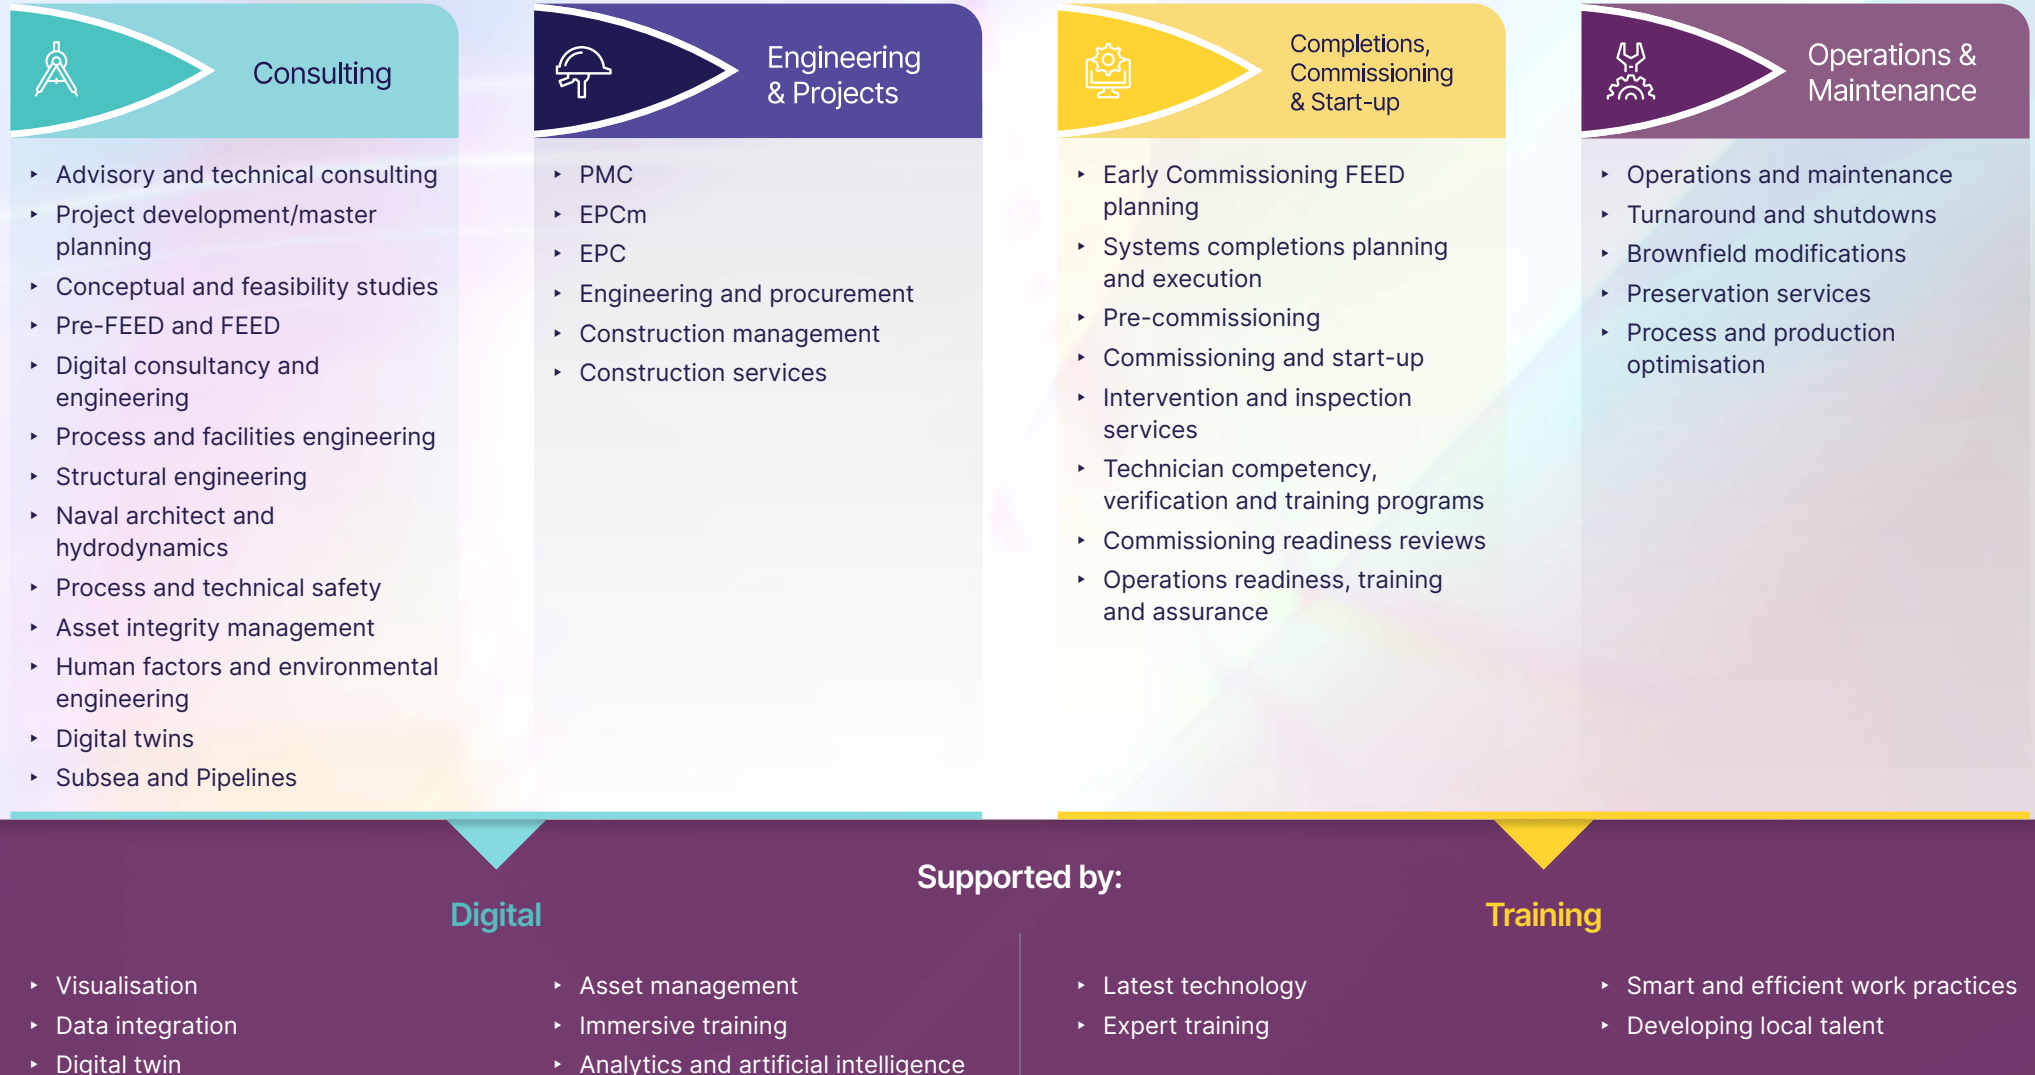 Consulting
Advisory and technical consulting
Project development/master
planning
Conceptual and feasibility studies
Pre-FEED and FEED
Digital consultancy and
engineering
Process and facilities engineering
Structural engineering
Naval architect and
hydrodynamics
Process and technical safety
Asset integrity management
Human factors and environmental
engineering
Digital twins
Subsea and Pipelines
Engineering
& Projects
PMC
EPCm
EPC
Engineering and procurement
Construction management
Construction services
Completions,
Commissioning
& Start-up
Early Commissioning FEED
planning
Systems completions planning
and execution
Pre-commissioning
Commissioning and start-up
Intervention and inspection
services
Technician competency,
verification and training programs
Commissioning readiness reviews
Operations readiness, training
and assurance
Operations &
Maintenance
Operations and maintenance
Turnaround and shutdowns
Brownfield modifications
Preservation services
Process and production
optimisation
Supported by:
Digital
Visualisation
Data integration
Digital twin
Asset management
Immersive training
Analytics and artificial intelligence
Training
Latest technology
Expert training
Smart and efficient work practices
Developing local talent